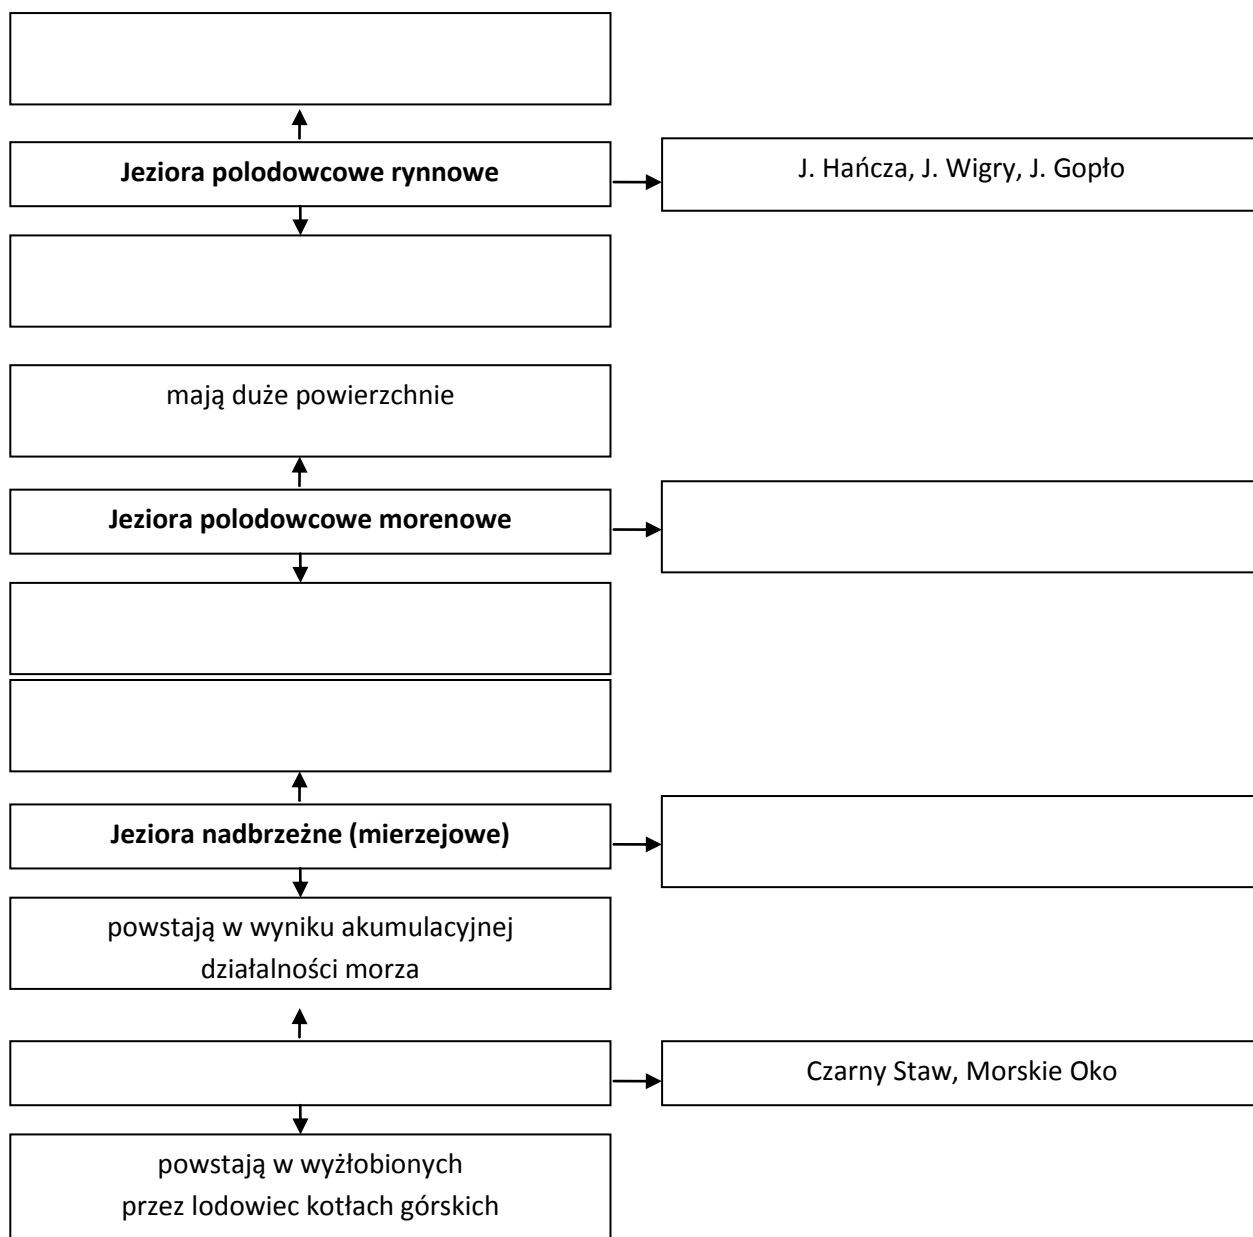 Jeziora polodowcowe rynnowe
J. Hańcza, J. Wigry, J. Gopło
mają duże powierzchnie
Jeziora polodowcowe morenowe
Jeziora nadbrzeżne (mierzejowe)
powstają w wyniku akumulacyjnej
działalności morza
Czarny Staw, Morskie Oko
powstają w wyżłobionych
przez lodowiec kotłach górskich